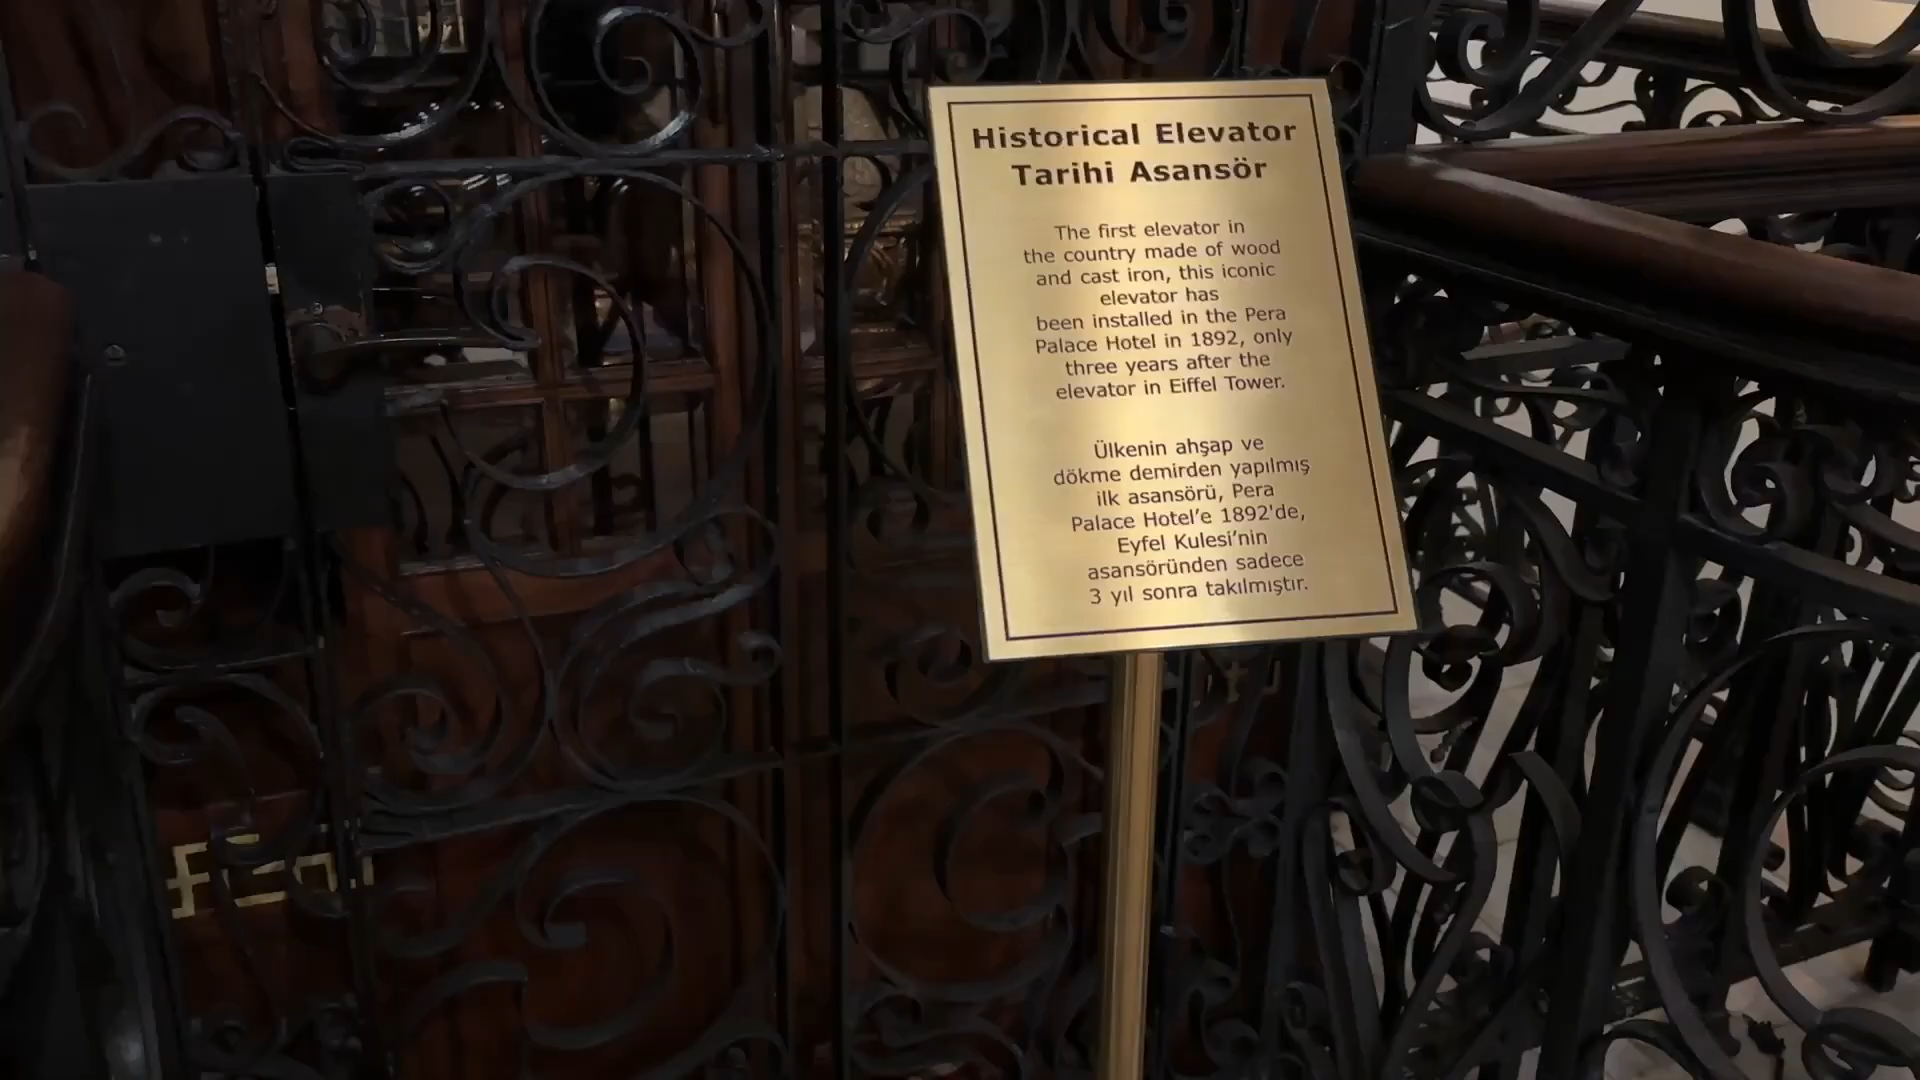 Historical Elevator
Tarihi Asansör
The first elevator in
the country made of wood
and cast iron, this iconic
elevator has
been installed in the Pera
Palace Hotel in 1892, only
three years after the
elevator in Eiffel Tower.
Ülkenin ahşap ve
dökme demirden yapılmış
ilk asansörü, Pera
Palace Hotel’e 1892'de,
Eyfel Kulesi’nin
asansöründen sadece
3 yıl sonra takılmıştır.